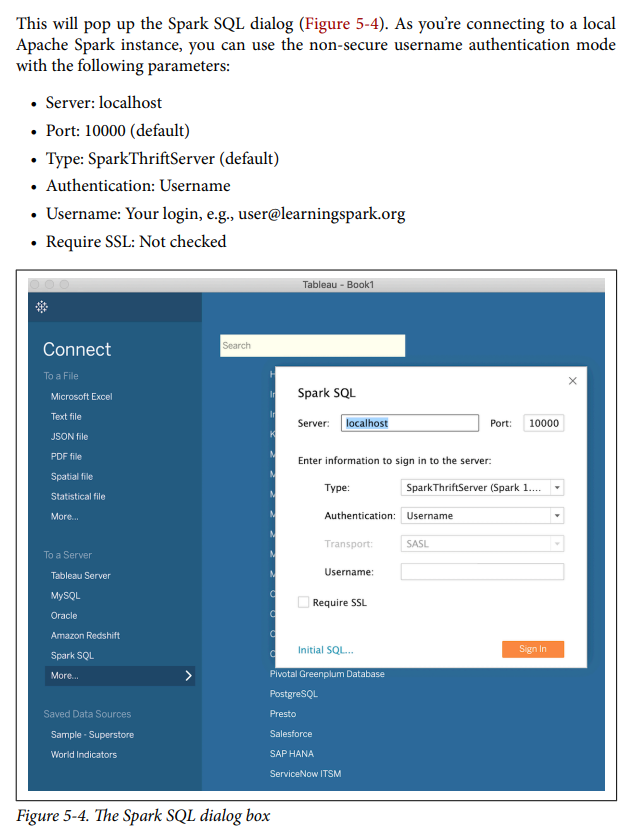 This will pop up the Spark SQL dialog (Figure 5-4). As you’re connecting to a local
Apache Spark instance, you can use the non-secure username authentication mode
with the following parameters:
• Server: localhost
• Port: 10000 (default)
• Type: SparkThriftServer (default)
• Authentication: Username
• Username: Your login, e.g., user@learningspark.org
• Require SSL: Not checked
Tableau - Book1
Connect
To a File
Microsoft Excel
Text file
JSON file
PDF file
Spatial file
Statistical file
More...
To a Server
Tableau Server
MySQL
Oracle
Amazon Redshift
Spark SQL
More...
Saved Data Sources
Sample - Superstore
World Indicators
Search
Spark SQL
Server: localhost Port: 10000
Enter information to sign in to the server:
Type: SparkThriftServer (Spark 1....
Authentication: Username
Transport: SASL
Username:
Require SSL
Initial SQL... Sign In
Pivotal Greenplum Database
PostgreSQL
Presto
Salesforce
SAP HANA
ServiceNow ITSM
Figure 5-4. The Spark SQL dialog box